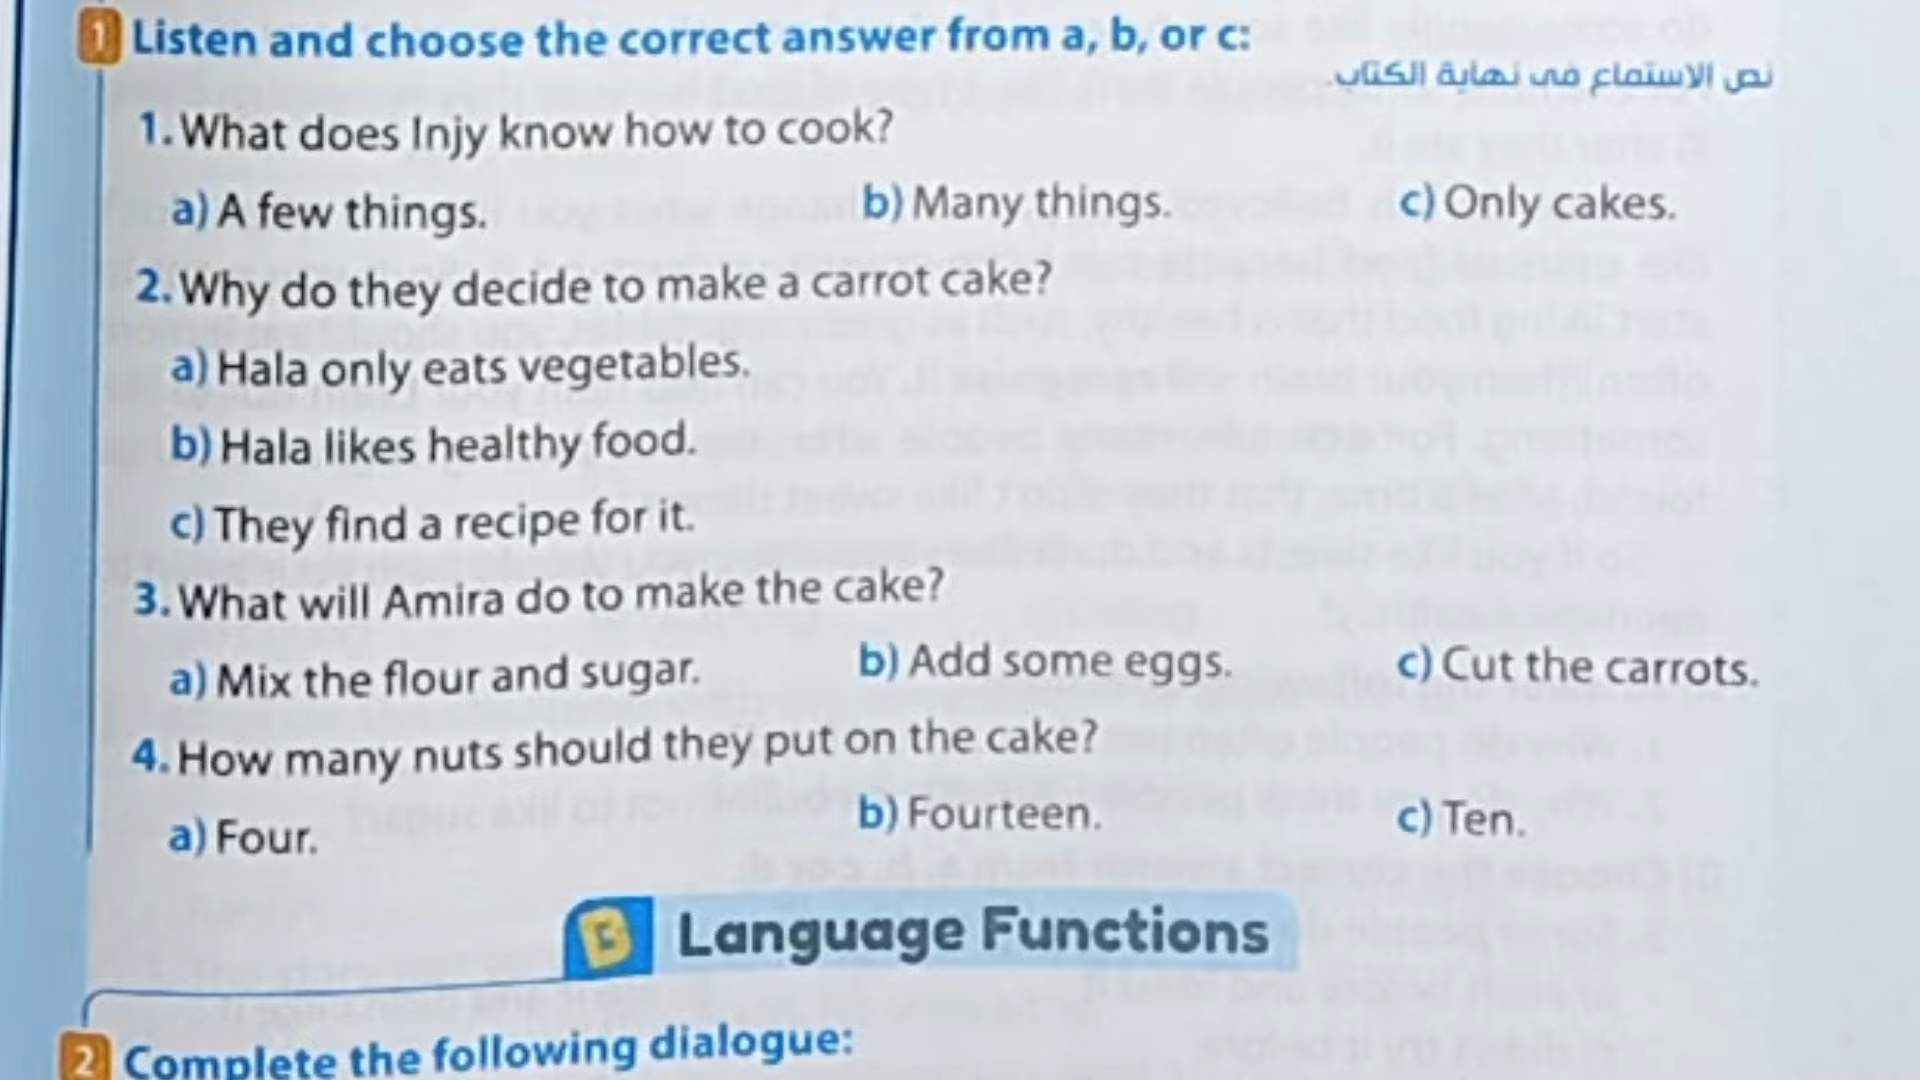 1 Listen and choose the correct answer from a, b, or c:
نص الاستماع فى نهاية الكتاب.
1. What does Injy know how to cook?
a) A few things. b) Many things. c) Only cakes.
2. Why do they decide to make a carrot cake?
a) Hala only eats vegetables.
b) Hala likes healthy food.
c) They find a recipe for it.
3. What will Amira do to make the cake?
a) Mix the flour and sugar. b) Add some eggs. c) Cut the carrots.
4. How many nuts should they put on the cake?
a) Four. b) Fourteen. c) Ten.
B Language Functions
2 Complete the following dialogue: